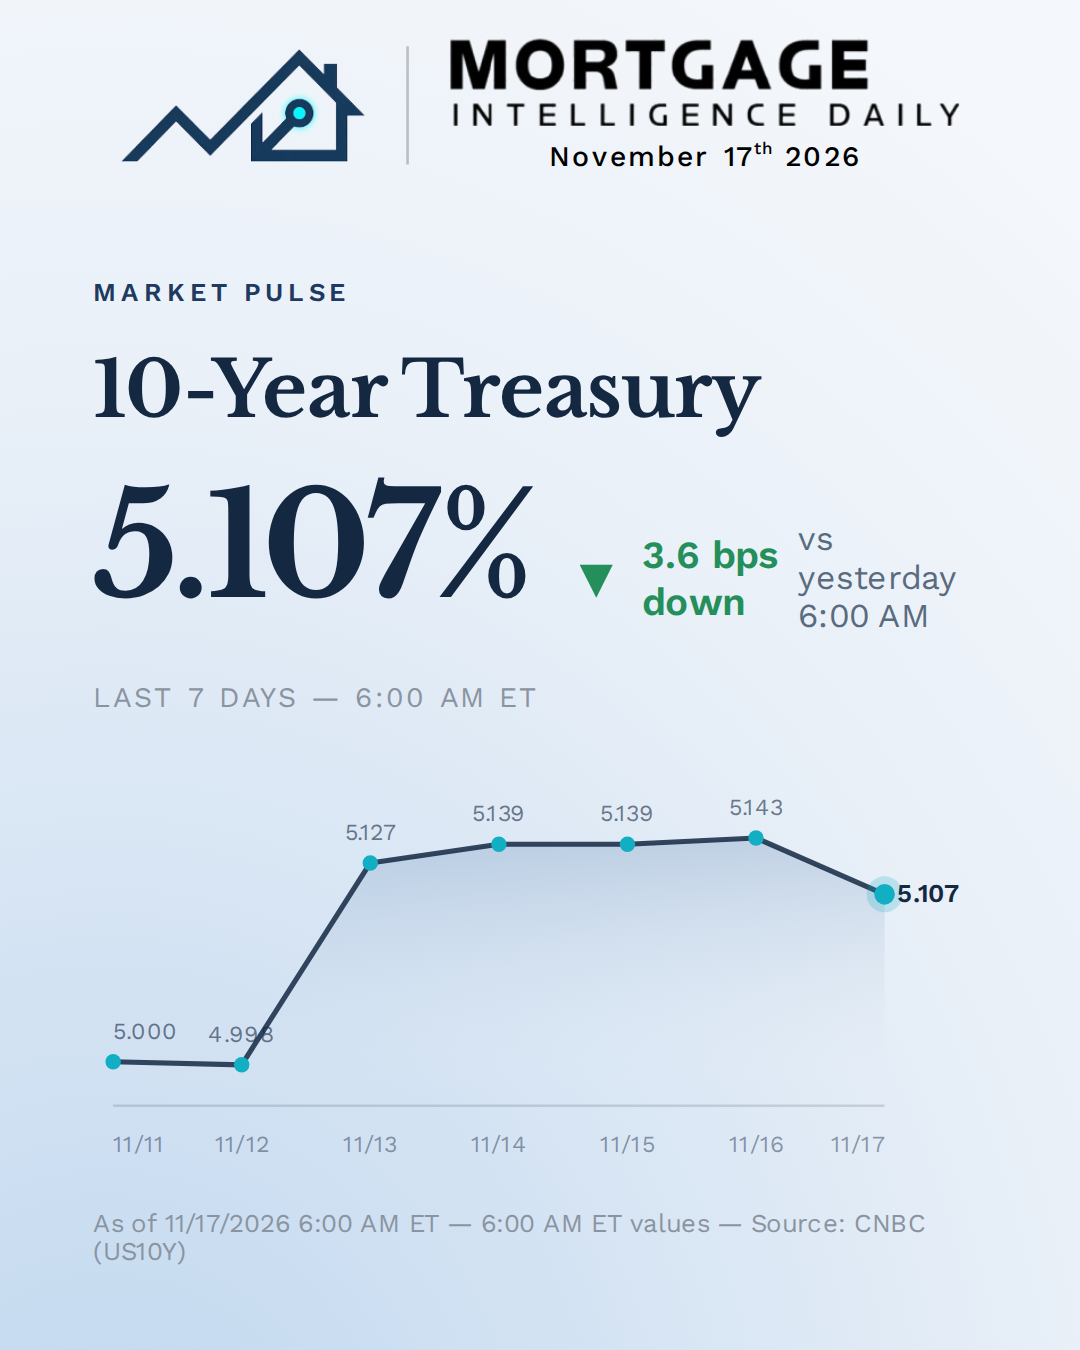 MORTGAGE
INTELLIGENCE DAILY
November 17th 2026
MARKET PULSE
10-Year Treasury
5.107%
▼ 3.6 bps
down
vs
yesterday
6:00 AM
LAST 7 DAYS — 6:00 AM ET
5.000 4.998 5.127 5.139 5.139 5.143 5.107
11/11 11/12 11/13 11/14 11/15 11/16 11/17
As of 11/17/2026 6:00 AM ET — 6:00 AM ET values — Source: CNBC
(US10Y)